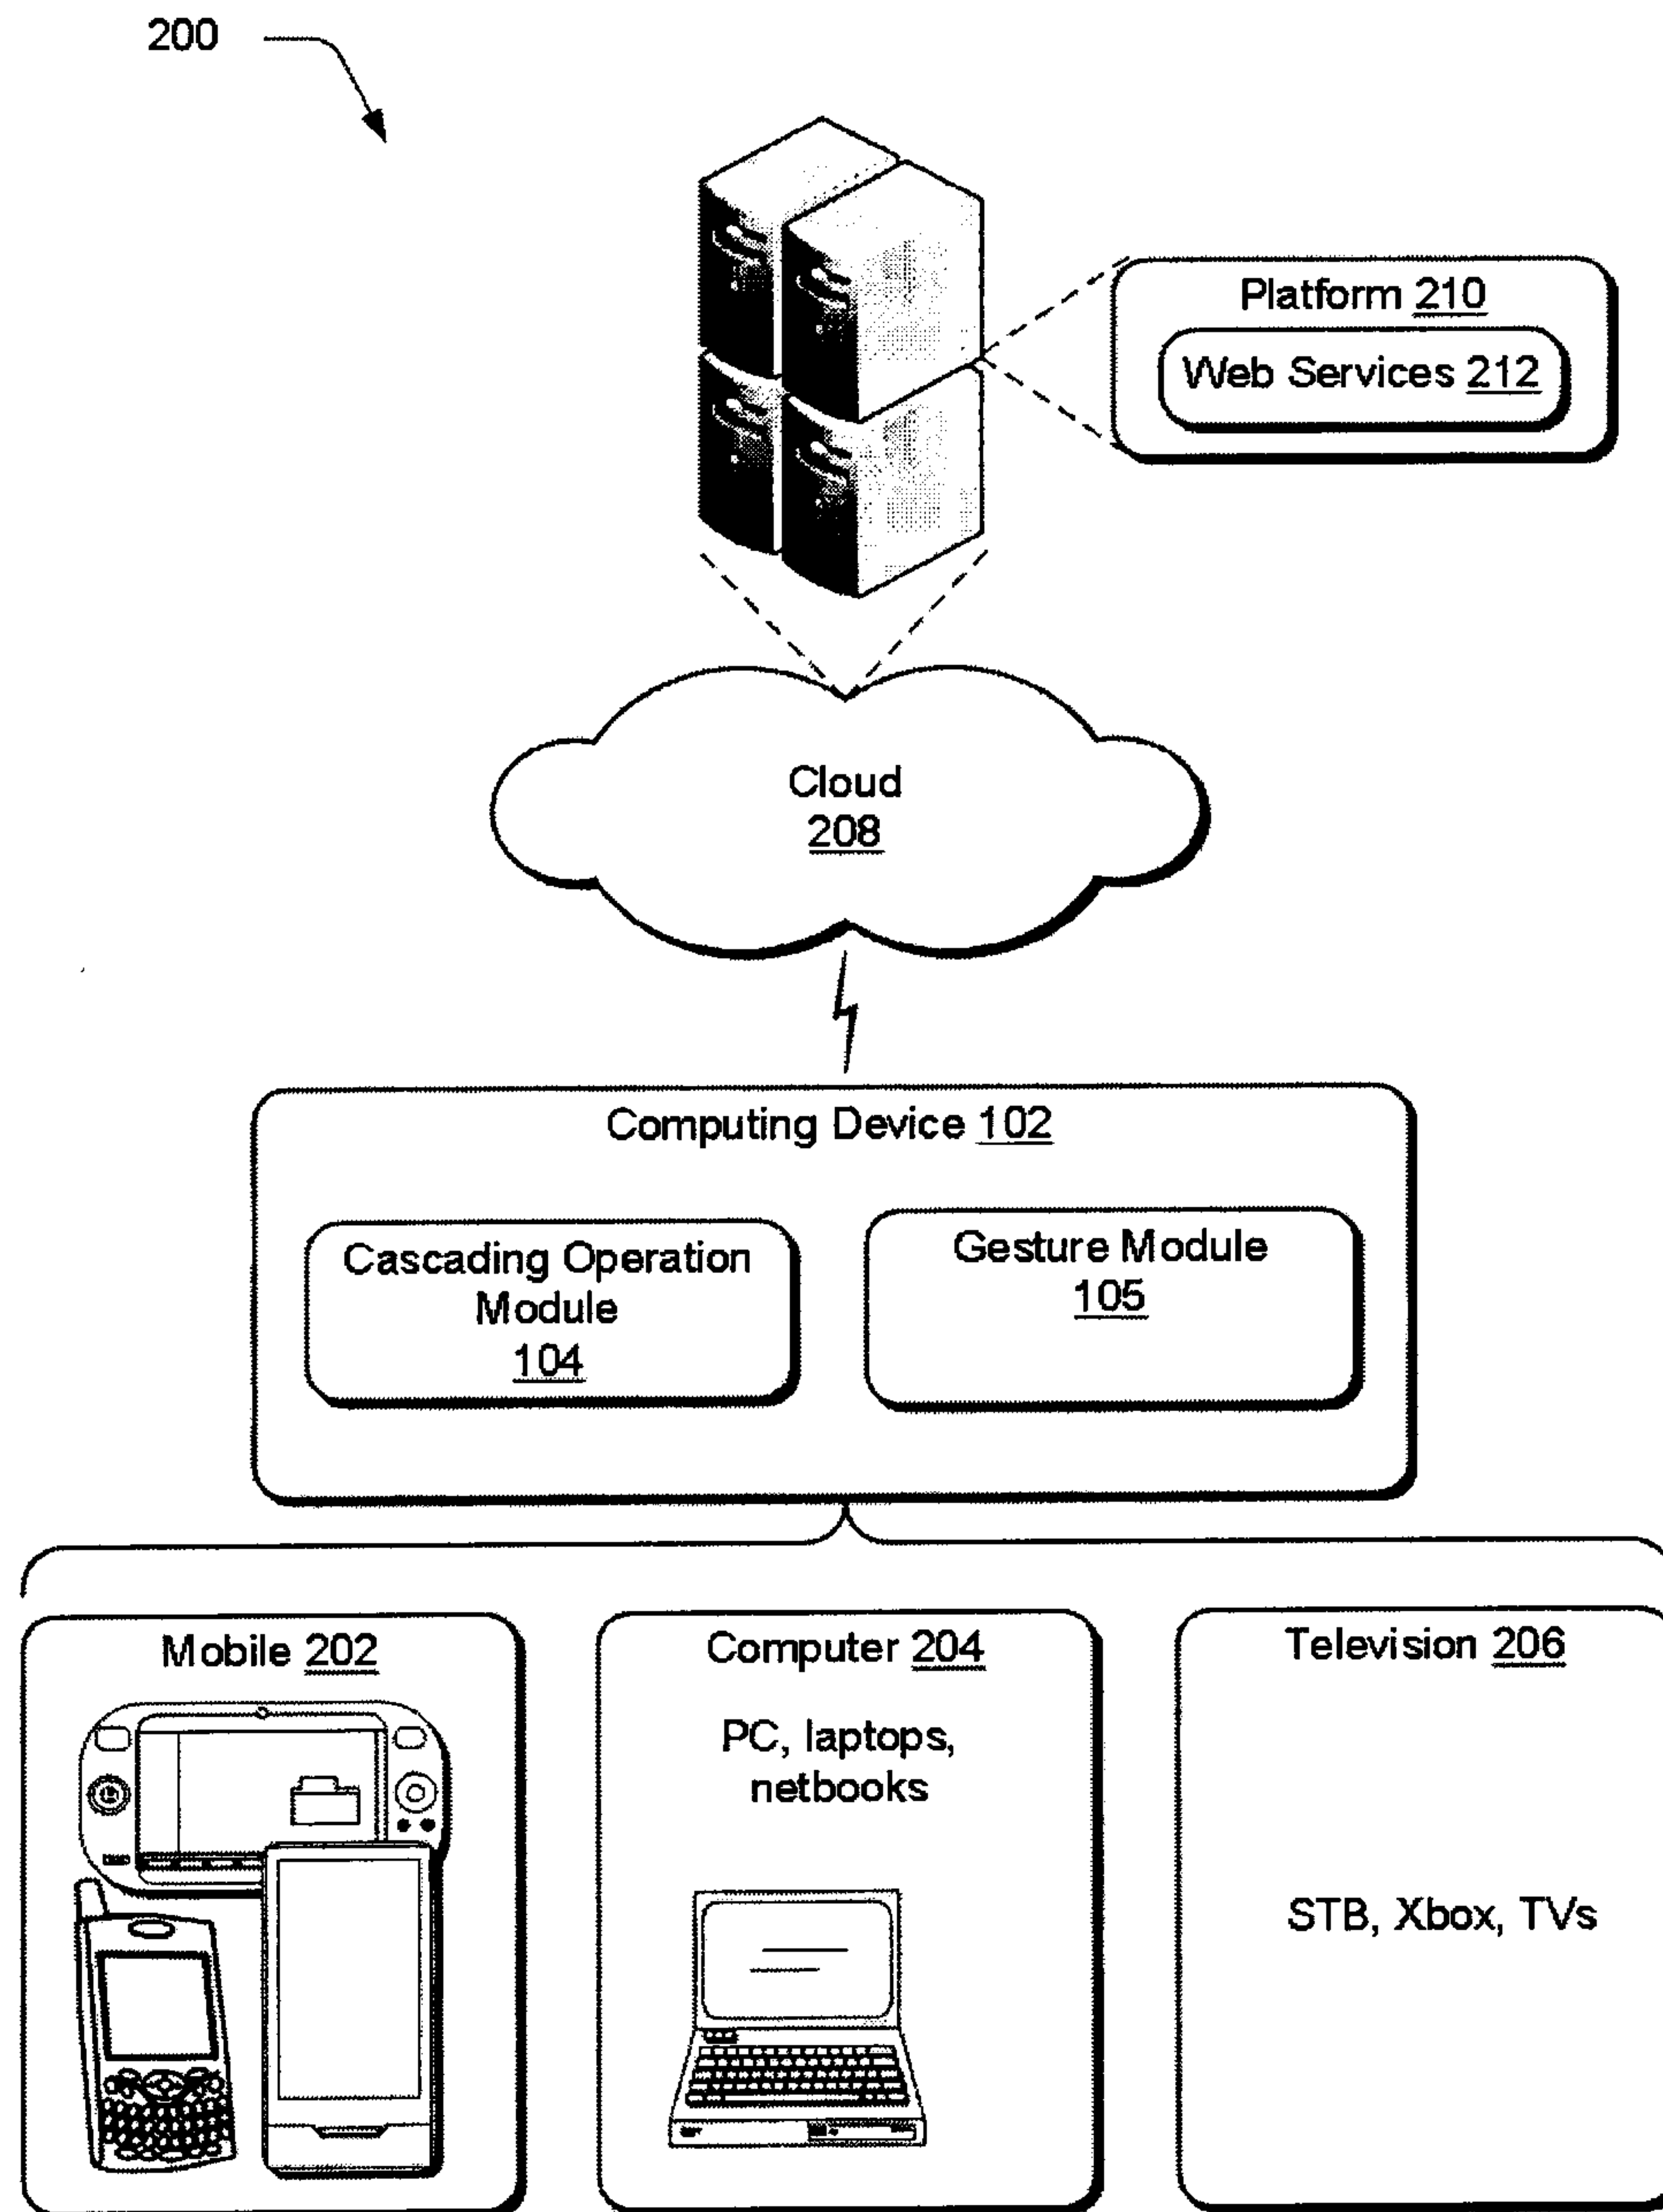 200
Platform 210
Web Services 212
Cloud
208
Computing Device 102
Cascading Operation
Module
104
Gesture Module
105
Mobile 202
Computer 204
PC, laptops,
netbooks
Television 206
STB, Xbox, TVs